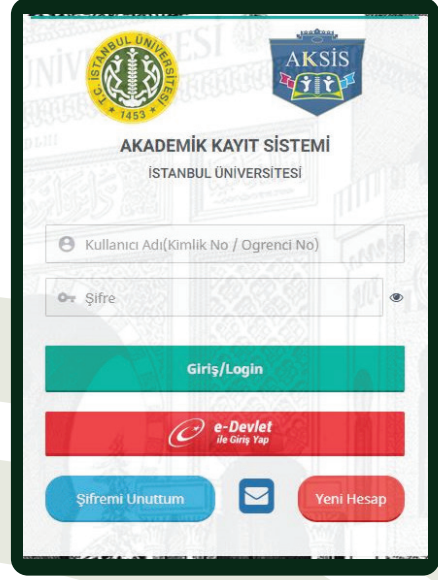 T.C. İSTANBUL ÜNİVERSİTESİ
1453
AKSİS
AKADEMİK KAYIT SİSTEMİ
İSTANBUL ÜNİVERSİTESİ
Kullanıcı Adı(Kimlik No / Ogrenci No)
Şifre
Giriş/Login
e-Devlet
ile Giriş Yap
Şifremi Unuttum
Yeni Hesap